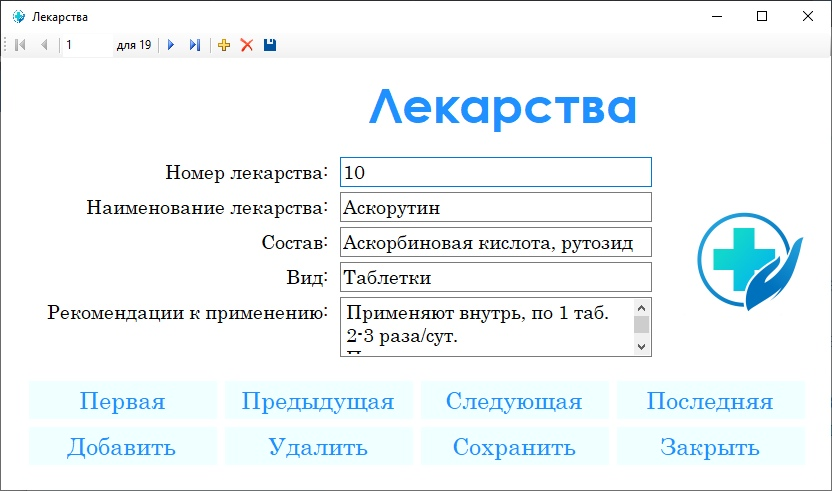 Лекарства
1 для 19
Лекарства
Номер лекарства: 10
Наименование лекарства: Аскорутин
Состав: Аскорбиновая кислота, рутозид
Вид: Таблетки
Рекомендации к применению: Применяют внутрь, по 1 таб.
2-3 раза/сут.
Первая Предыдущая Следующая Последняя
Добавить Удалить Сохранить Закрыть